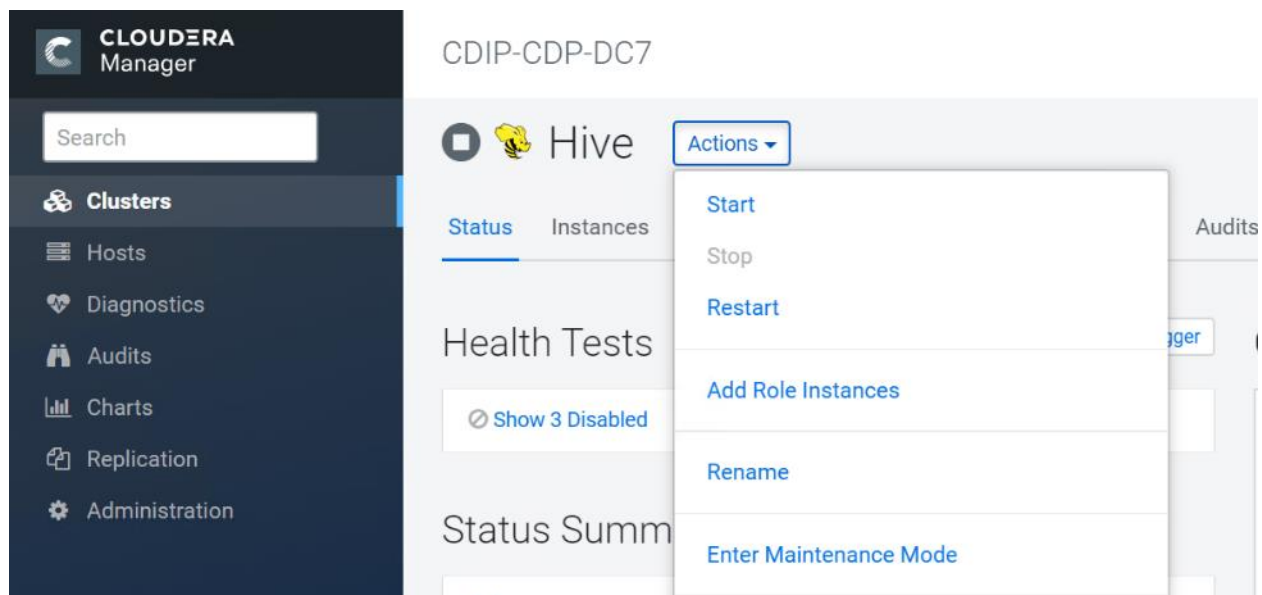 CLOUDERA
Manager
CDIP-CDP-DC7
Search
Hive
Actions
Clusters
Hosts
Diagnostics
Audits
Charts
Replication
Administration
Status Instances
Audits
Start
Stop
Restart
Add Role Instances
Rename
Enter Maintenance Mode
Health Tests
Show 3 Disabled
Status Summ